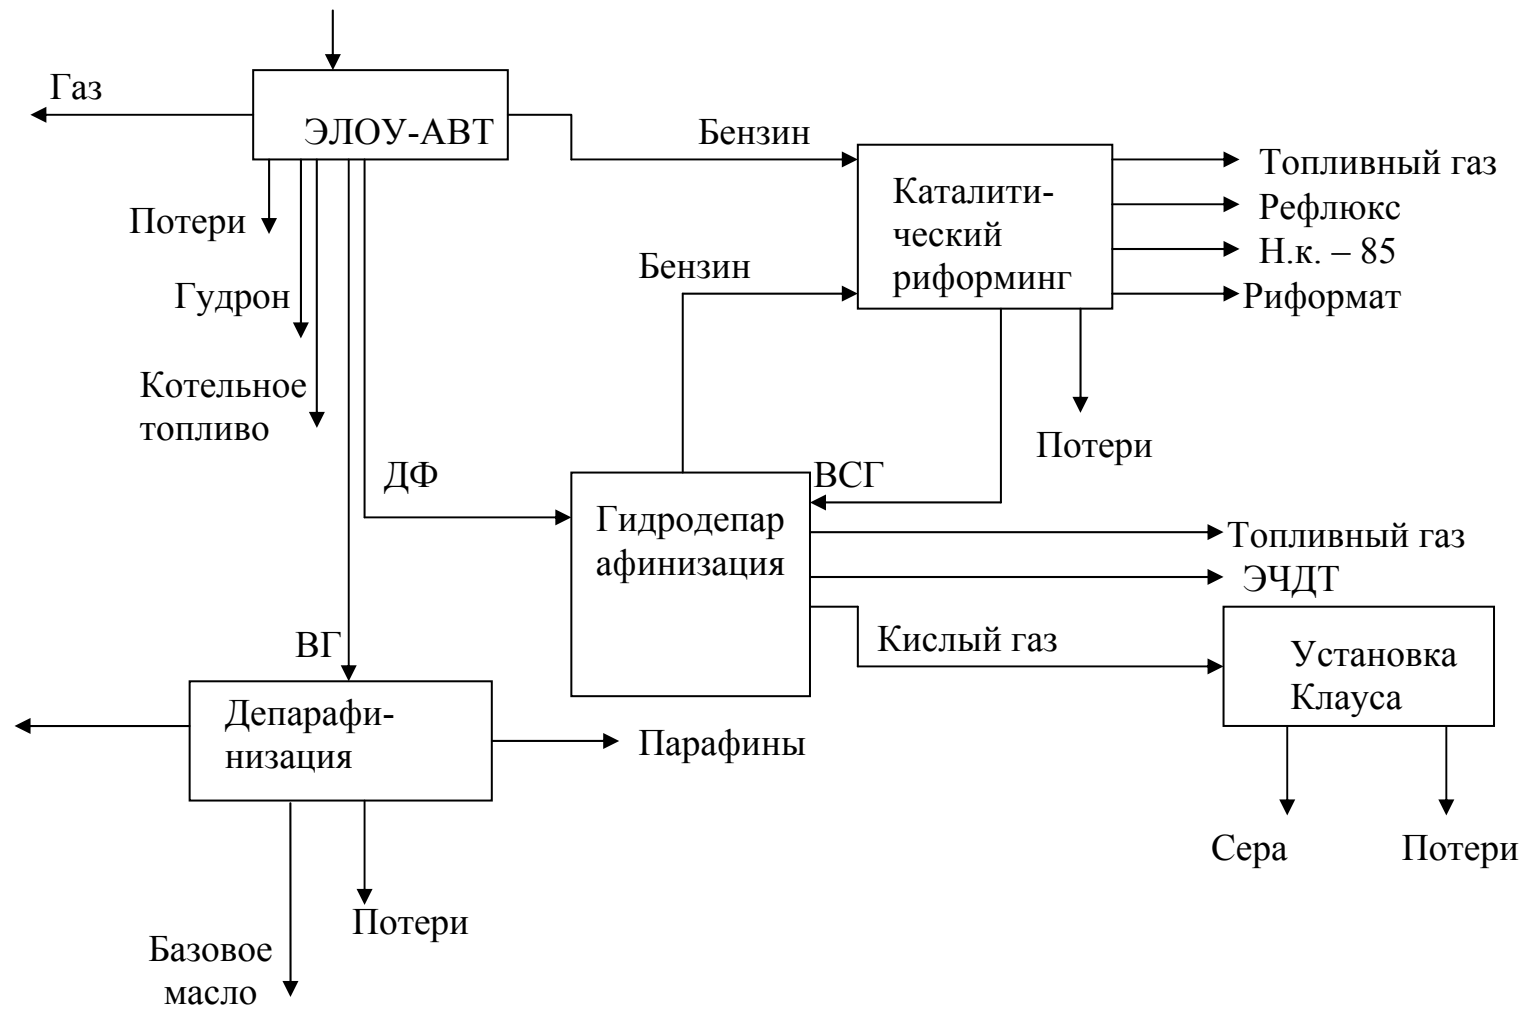 Газ
ЭЛОУ-АВТ
Бензин
Каталити-
ческий
риформинг
Топливный газ
Рефлюкс
Н.к. – 85
Риформат
Потери
Бензин
Гудрон
Котельное
топливо
Потери
ДФ
ВСГ
Гидродепар
афинизация
Топливный газ
ЭЧДТ
Кислый газ
Установка
Клауса
ВГ
Депарафи-
низация
Парафины
Сера
Потери
Потери
Базовое
масло